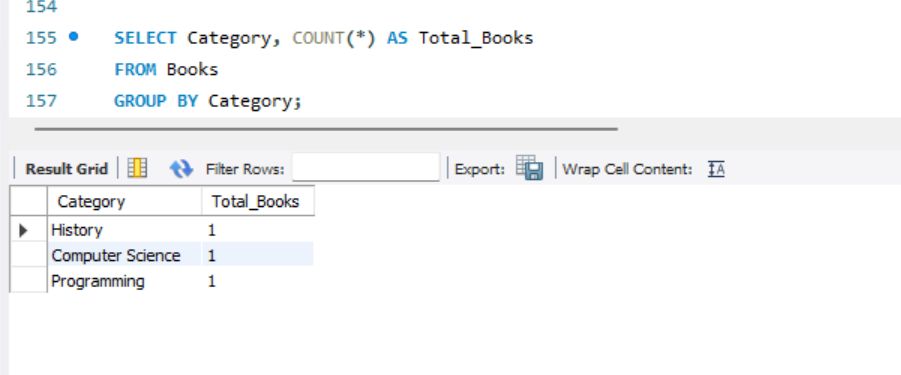 154
155 SELECT Category, COUNT(*) AS Total_Books
156 FROM Books
157 GROUP BY Category;
Result Grid Filter Rows: Export: Wrap Cell Content: IA
Category Total_Books
History 1
Computer Science 1
Programming 1